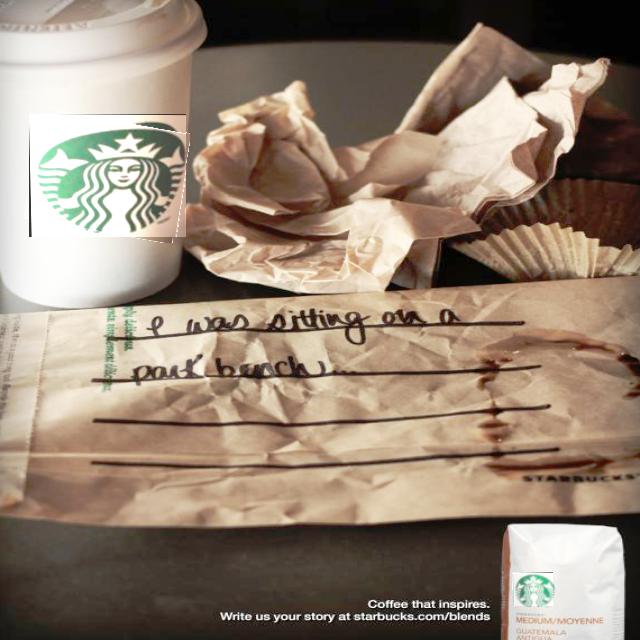 I was sitting on a
park bench...
STARBUCKS
Coffee that inspires.
Write us your story at starbucks.com/blends
MEDIUM/MOYENNE
GUATEMALA
ANTIGUA